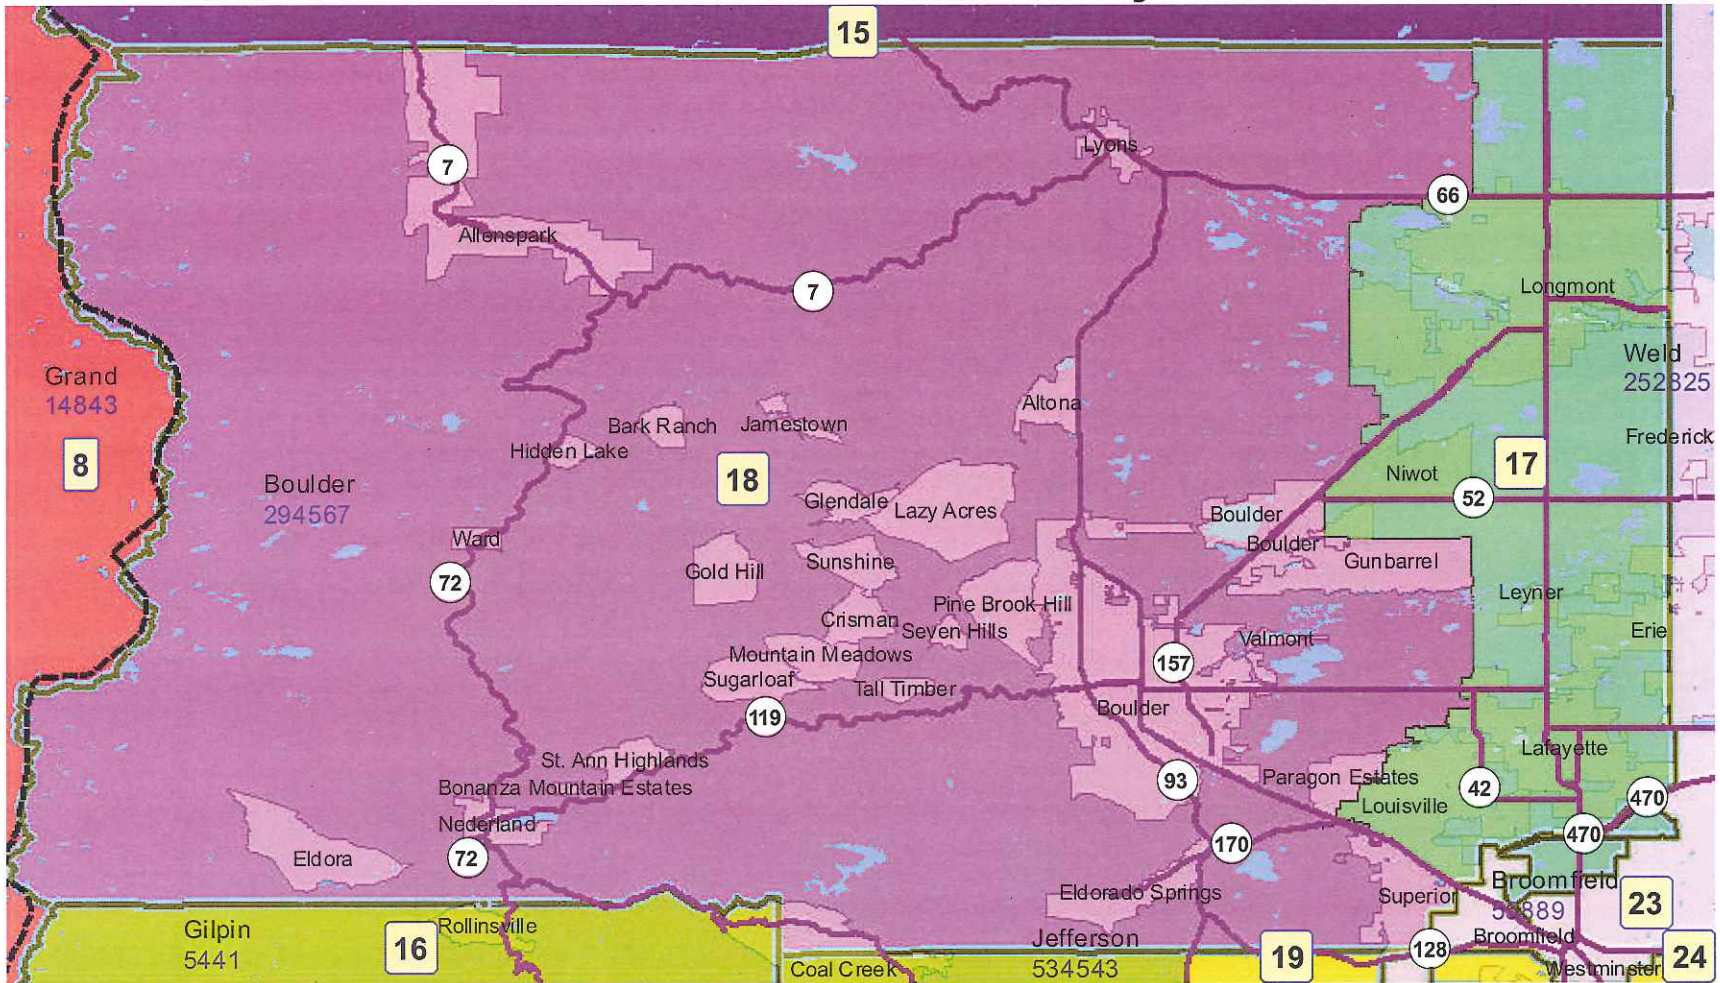 15
7
Lyons
66
Allenspark
7
Longmont
Weld
252825
Grand
14843
8
Altona
Bark Ranch
Jamestown
Hidden Lake
Frederick
17
Niwot
18
Boulder
294567
52
Glendale
Lazy Acres
Boulder
Ward
Boulder
Gunbarrel
Sunshine
Gold Hill
72
Leyner
Pine Brook Hill
Crisman
Seven Hills
Erie
Valmont
Mountain Meadows
157
Sugarloaf
Tall Timber
Boulder
119
Lafayette
St. Ann Highlands
Paragon Estates
93
Bonanza Mountain Estates
42
470
Louisville
Nederland
470
170
Eldora
72
Broomfield
Eldorado Springs
Superior
23
889
Gilpin
5441
16
Rollinsville
Jefferson
534543
Broomfield
128
19
24
Coal Creek
Westminster